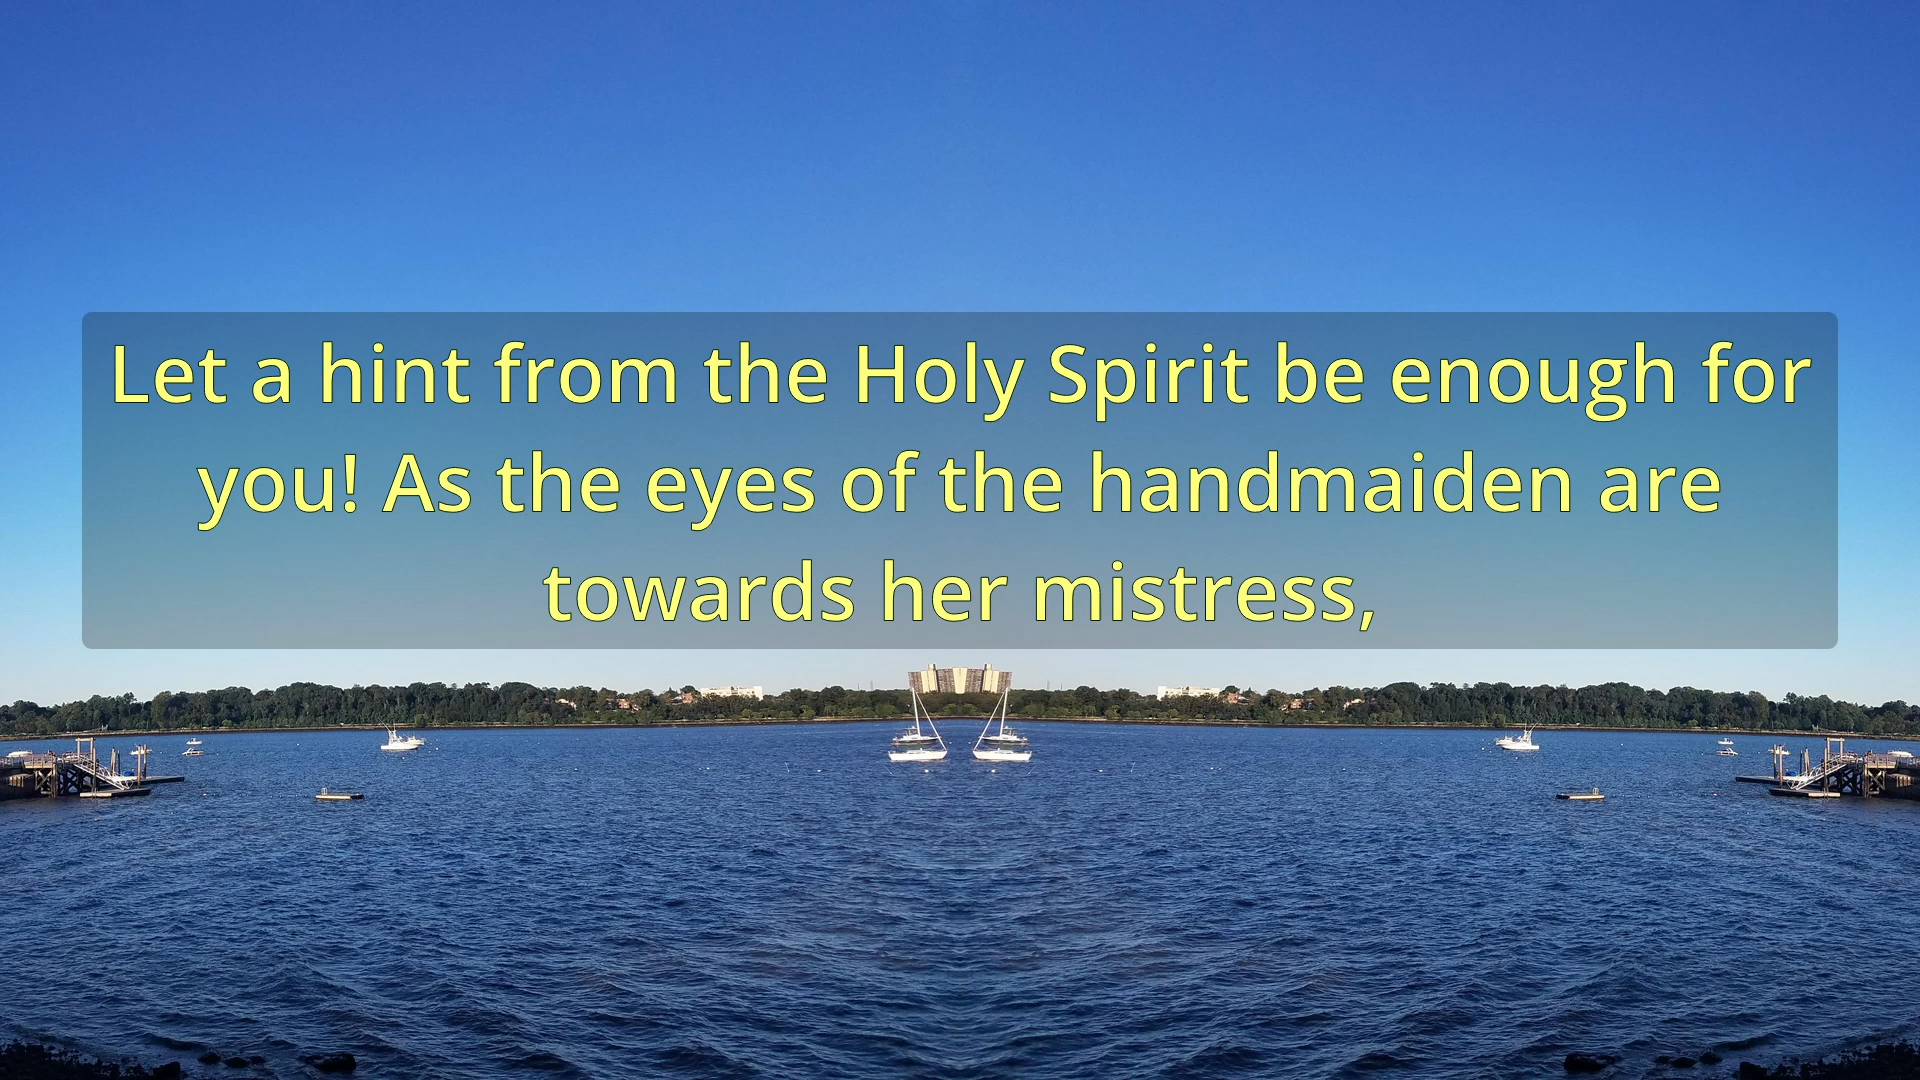 Let a hint from the Holy Spirit be enough for
you! As the eyes of the handmaiden are
towards her mistress,